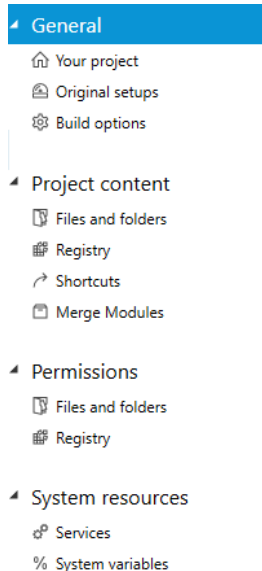 General
Your project
Original setups
Build options
Project content
Files and folders
Registry
Shortcuts
Merge Modules
Permissions
Files and folders
Registry
System resources
Services
% System variables